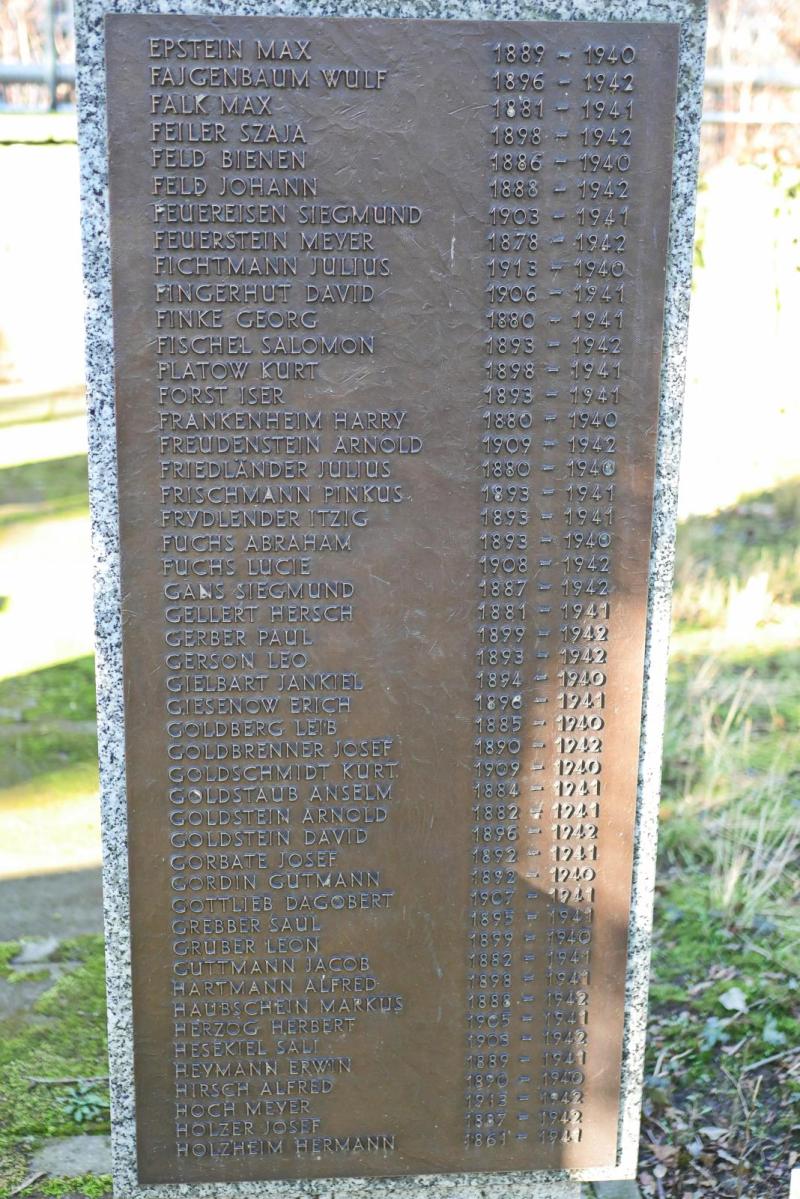 EPSTEIN MAX 1889 - 1940
FAJGENBAUM WULF 1896 - 1942
FALK MAX 1881 - 1941
FEILER SZAJA 1898 - 1942
FELD BIENEN 1886 - 1940
FELD JOHANN 1888 - 1942
FEUEREISEN SIEGMUND 1903 - 1941
FEUERSTEIN MEYER 1878 - 1942
FICHTMANN JULIUS 1913 - 1940
FINGERHUT DAVID 1906 - 1941
FINKE GEORG 1880 - 1941
FISCHEL SALOMON 1893 - 1942
FLATOW KURT 1898 - 1941
FORST ISER 1893 - 1941
FRANKENHEIM HARRY 1880 - 1940
FREUDENSTEIN ARNOLD 1909 - 1942
FRIEDLÄNDER JULIUS 1880 - 1940
FRISCHMANN PINKUS 1893 - 1941
FRYDLENDER ITZIG 1893 - 1941
FUCHS ABRAHAM 1893 - 1940
FUCHS LUCIE 1908 - 1942
GANS SIEGMUND 1887 - 1942
GELLERT HERSCH 1881 - 1941
GERBER PAUL 1899 - 1942
GERSON LEO 1893 - 1942
GIELBART JANKIEL 1894 - 1940
GIESENOW ERICH 1896 - 1941
GOLDBERG LEIB 1885 - 1940
GOLDBRENNER JOSEF 1890 - 1942
GOLDSCHMIDT KURT 1909 - 1940
GOLDSTAUB ANSELM 1884 - 1941
GOLDSTEIN ARNOLD 1882 - 1941
GOLDSTEIN DAVID 1896 - 1942
GORBATE JOSEF 1892 - 1941
GORDIN GUTMANN 1892 - 1940
GOTTLIEB DAGOBERT 1907 - 1941
GREBBER SAUL 1895 - 1941
GRUBER LEON 1899 - 1940
GUTTMANN JACOB 1882 - 1941
HARTMANN ALFRED 1898 - 1941
HAUBSCHEIN MARKUS 1888 - 1942
HERZOG HERBERT 1905 - 1941
HESEKIEL SALI 1903 - 1942
HEYMANN ERWIN 1889 - 1941
HIRSCH ALFRED 1890 - 1940
HOCH MEYER 1913 - 1942
HOLZER JOSEF 1887 - 1942
HOLZHEIM HERMANN 1861 - 1941